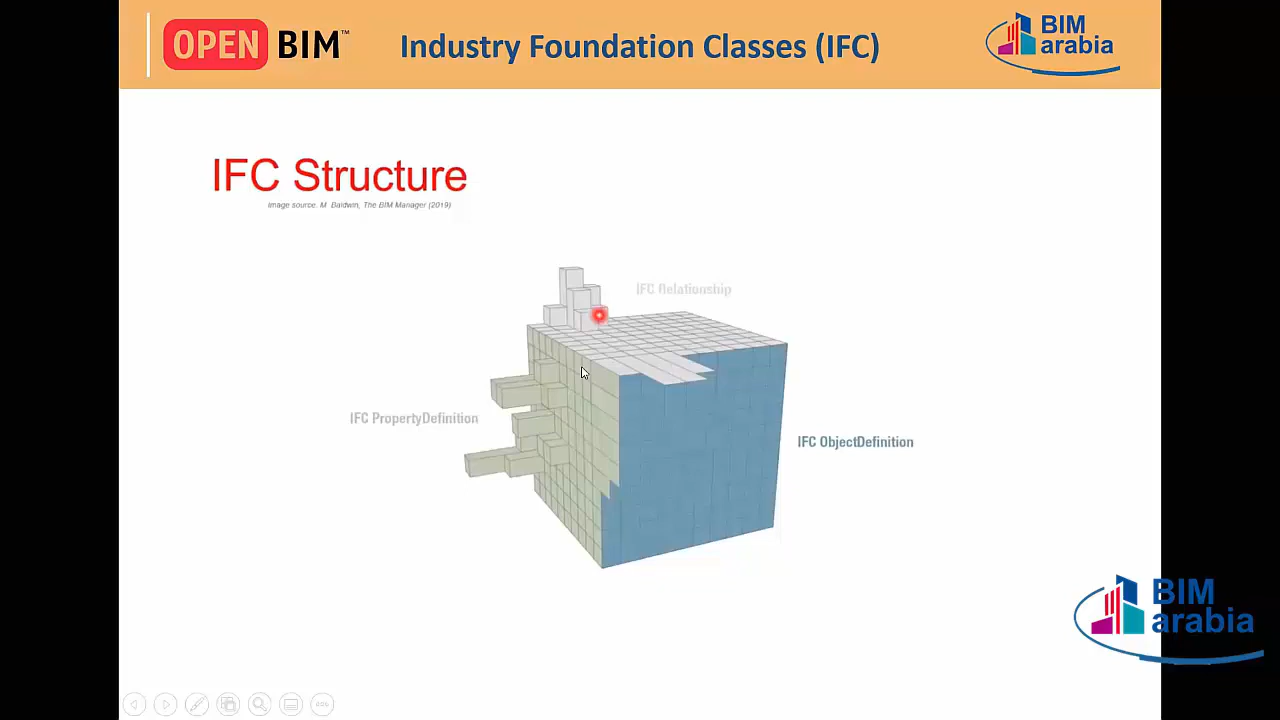 OPEN BIM™
Industry Foundation Classes (IFC)
BIM
arabia
IFC Structure
Image source: M. Baldwin, The BIM Manager (2019)
IFC Relationship
IFC PropertyDefinition
IFC ObjectDefinition
BIM
arabia